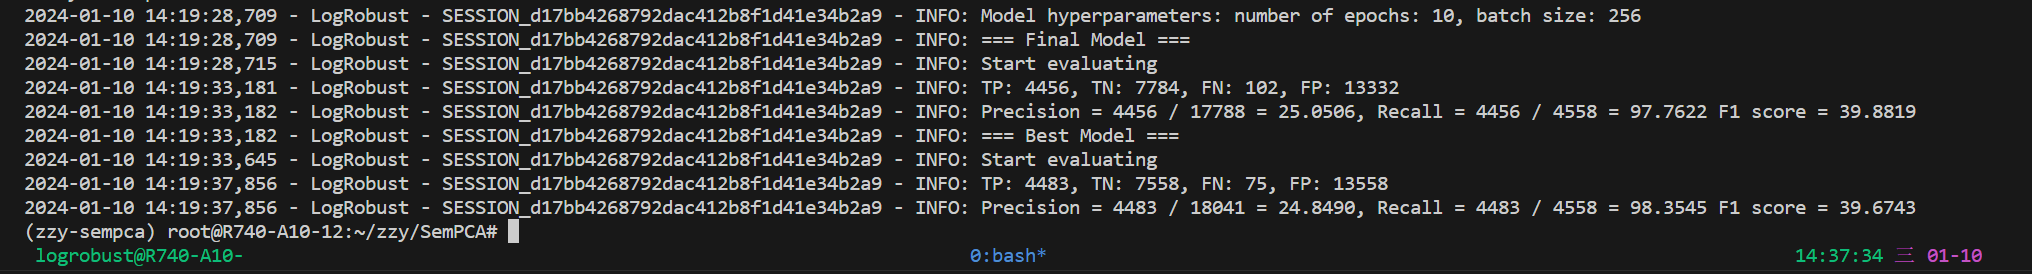 2024-01-10 14:19:28,709 - LogRobust - SESSION_d17bb4268792dac412b8f1d41e34b2a9 - INFO: Model hyperparameters: number of epochs: 10, batch size: 256
2024-01-10 14:19:28,709 - LogRobust - SESSION_d17bb4268792dac412b8f1d41e34b2a9 - INFO: === Final Model ===
2024-01-10 14:19:28,715 - LogRobust - SESSION_d17bb4268792dac412b8f1d41e34b2a9 - INFO: Start evaluating
2024-01-10 14:19:33,181 - LogRobust - SESSION_d17bb4268792dac412b8f1d41e34b2a9 - INFO: TP: 4456, TN: 7784, FN: 102, FP: 13332
2024-01-10 14:19:33,182 - LogRobust - SESSION_d17bb4268792dac412b8f1d41e34b2a9 - INFO: Precision = 4456 / 17788 = 25.0506, Recall = 4456 / 4558 = 97.7622 F1 score = 39.8819
2024-01-10 14:19:33,182 - LogRobust - SESSION_d17bb4268792dac412b8f1d41e34b2a9 - INFO: === Best Model ===
2024-01-10 14:19:33,645 - LogRobust - SESSION_d17bb4268792dac412b8f1d41e34b2a9 - INFO: Start evaluating
2024-01-10 14:19:37,856 - LogRobust - SESSION_d17bb4268792dac412b8f1d41e34b2a9 - INFO: TP: 4483, TN: 7558, FN: 75, FP: 13558
2024-01-10 14:19:37,856 - LogRobust - SESSION_d17bb4268792dac412b8f1d41e34b2a9 - INFO: Precision = 4483 / 18041 = 24.8490, Recall = 4483 / 4558 = 98.3545 F1 score = 39.6743
(zzy-sempca) root@R740-A10-12:~/zzy/SemPCA#
logrobust@R740-A10- 0:bash* 14:37:34 三 01-10